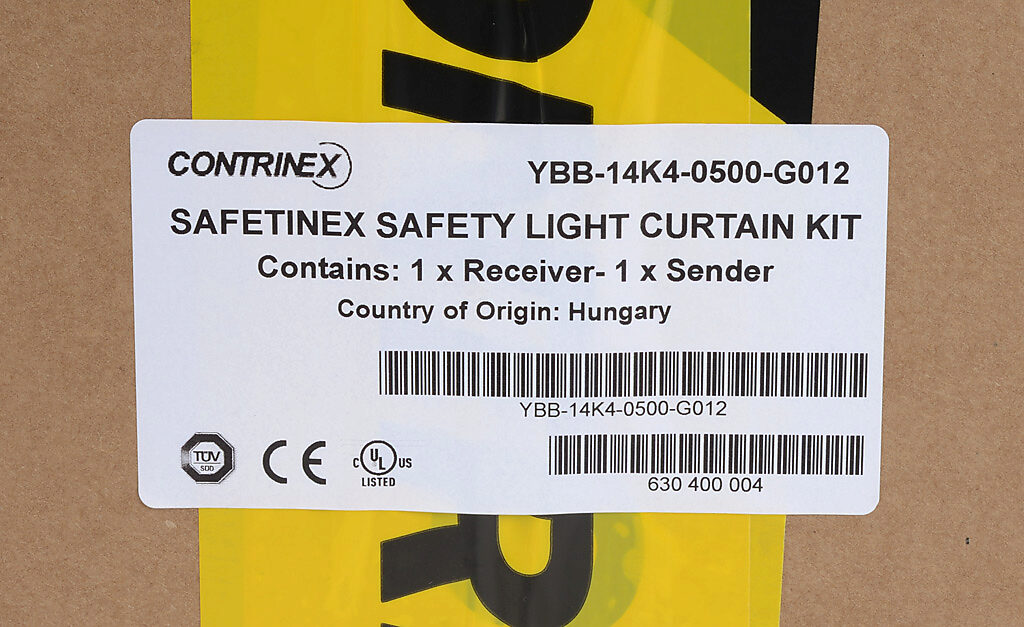 CONTRINEX
YBB-14K4-0500-G012
SAFETINEX SAFETY LIGHT CURTAIN KIT
Contains: 1 x Receiver- 1 x Sender
Country of Origin: Hungary
YBB-14K4-0500-G012
TÜV
SÜD
CE
C UL US
LISTED
630 400 004
R